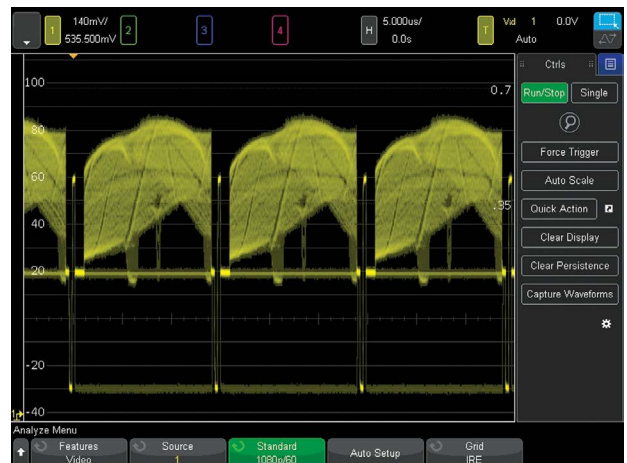 1 140mV/ 2 3 4 H 5.000us/ T Vid 1 0.0V
535.500mV 0.0s Auto
Ctrls
100 0.7
Run/Stop Single
80
Force Trigger
60
Auto Scale
.35
Quick Action
40
Clear Display
20
Clear Persistence
Capture Waveforms
-20
-40
Analyze Menu
Features Source Standard Auto Setup Grid
Video 1 1080p/60 IRE